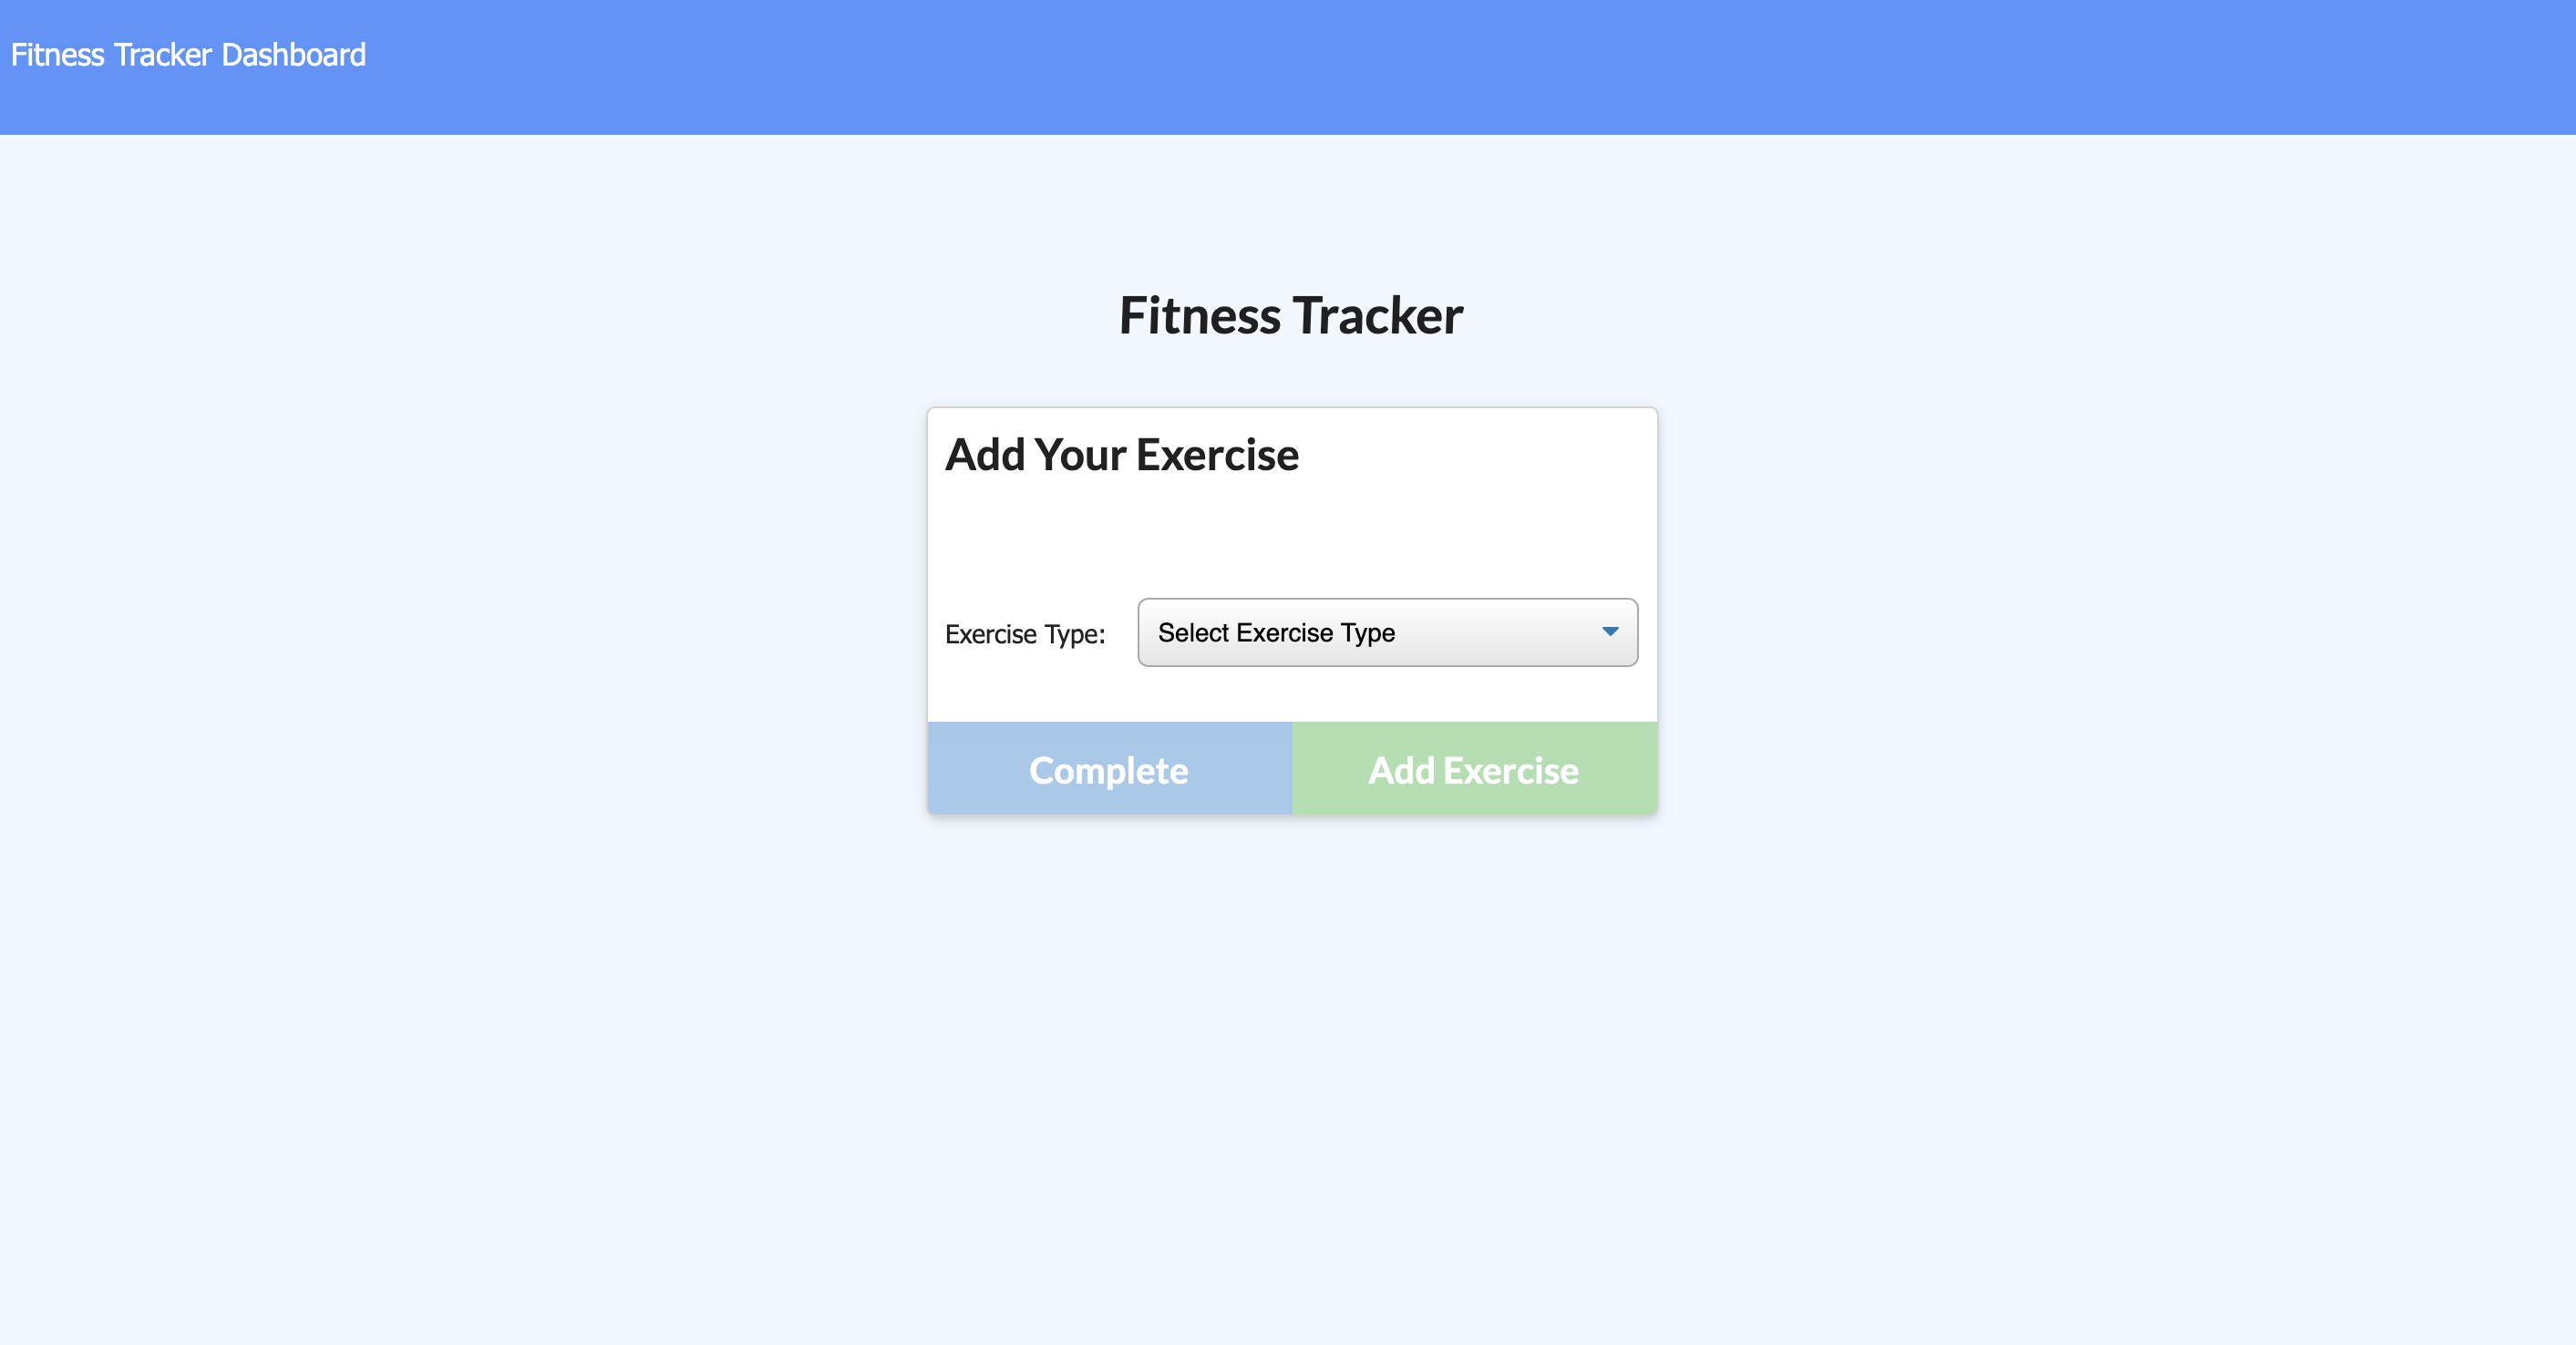 Fitness Tracker Dashboard
Fitness Tracker
Add Your Exercise
Exercise Type: Select Exercise Type
Complete Add Exercise